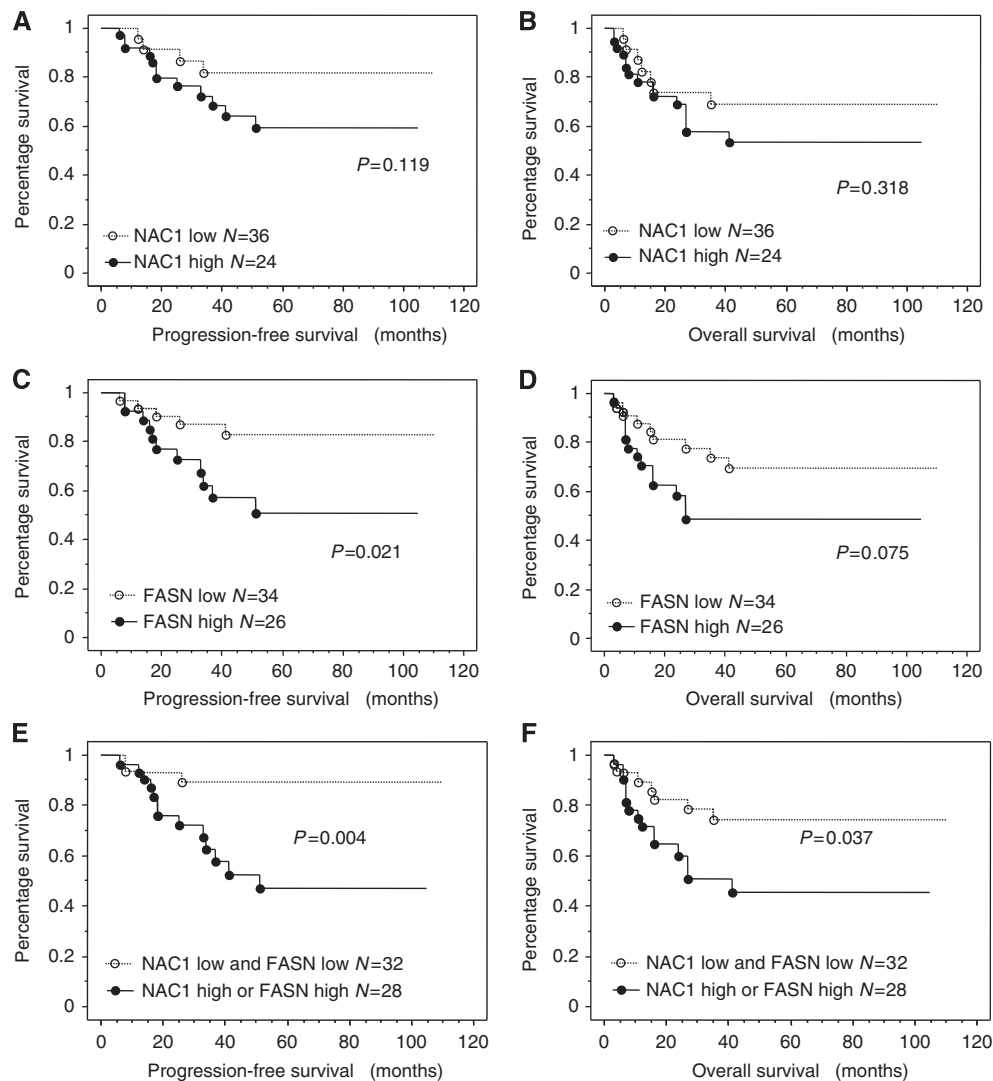 A
Percentage survival
1
0.8
0.6
0.4
0.2
0
P=0.119
NAC1 low N=36
NAC1 high N=24
0 20 40 60 80 100 120
Progression-free survival (months)
B
Percentage survival
1
0.8
0.6
0.4
0.2
0
P=0.318
NAC1 low N=36
NAC1 high N=24
0 20 40 60 80 100 120
Overall survival (months)
C
Percentage survival
1
0.8
0.6
0.4
0.2
0
P=0.021
FASN low N=34
FASN high N=26
0 20 40 60 80 100 120
Progression-free survival (months)
D
Percentage survival
1
0.8
0.6
0.4
0.2
0
P=0.075
FASN low N=34
FASN high N=26
0 20 40 60 80 100 120
Overall survival (months)
E
Percentage survival
1
0.8
0.6
0.4
0.2
0
P=0.004
NAC1 low and FASN low N=32
NAC1 high or FASN high N=28
0 20 40 60 80 100 120
Progression-free survival (months)
F
Percentage survival
1
0.8
0.6
0.4
0.2
0
P=0.037
NAC1 low and FASN low N=32
NAC1 high or FASN high N=28
0 20 40 60 80 100 120
Overall survival (months)